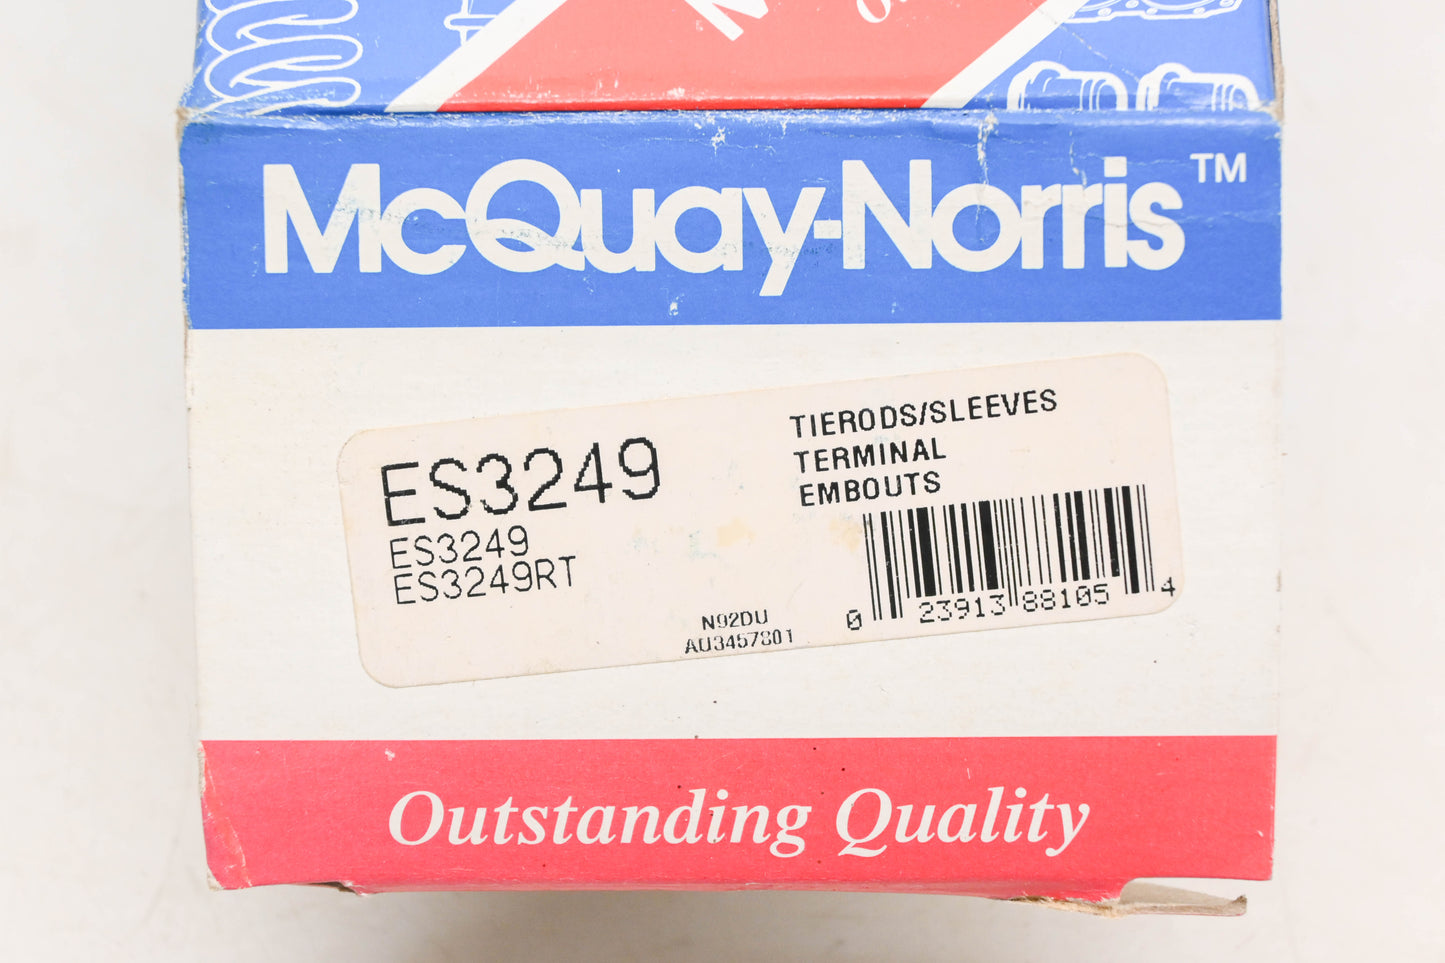 McQuay-Norris™
ES3249
ES3249
ES3249RT
TIERODS/SLEEVES
TERMINAL
EMBOUTS
N92DU
AU3457801
0 23913 88105 4
Outstanding Quality